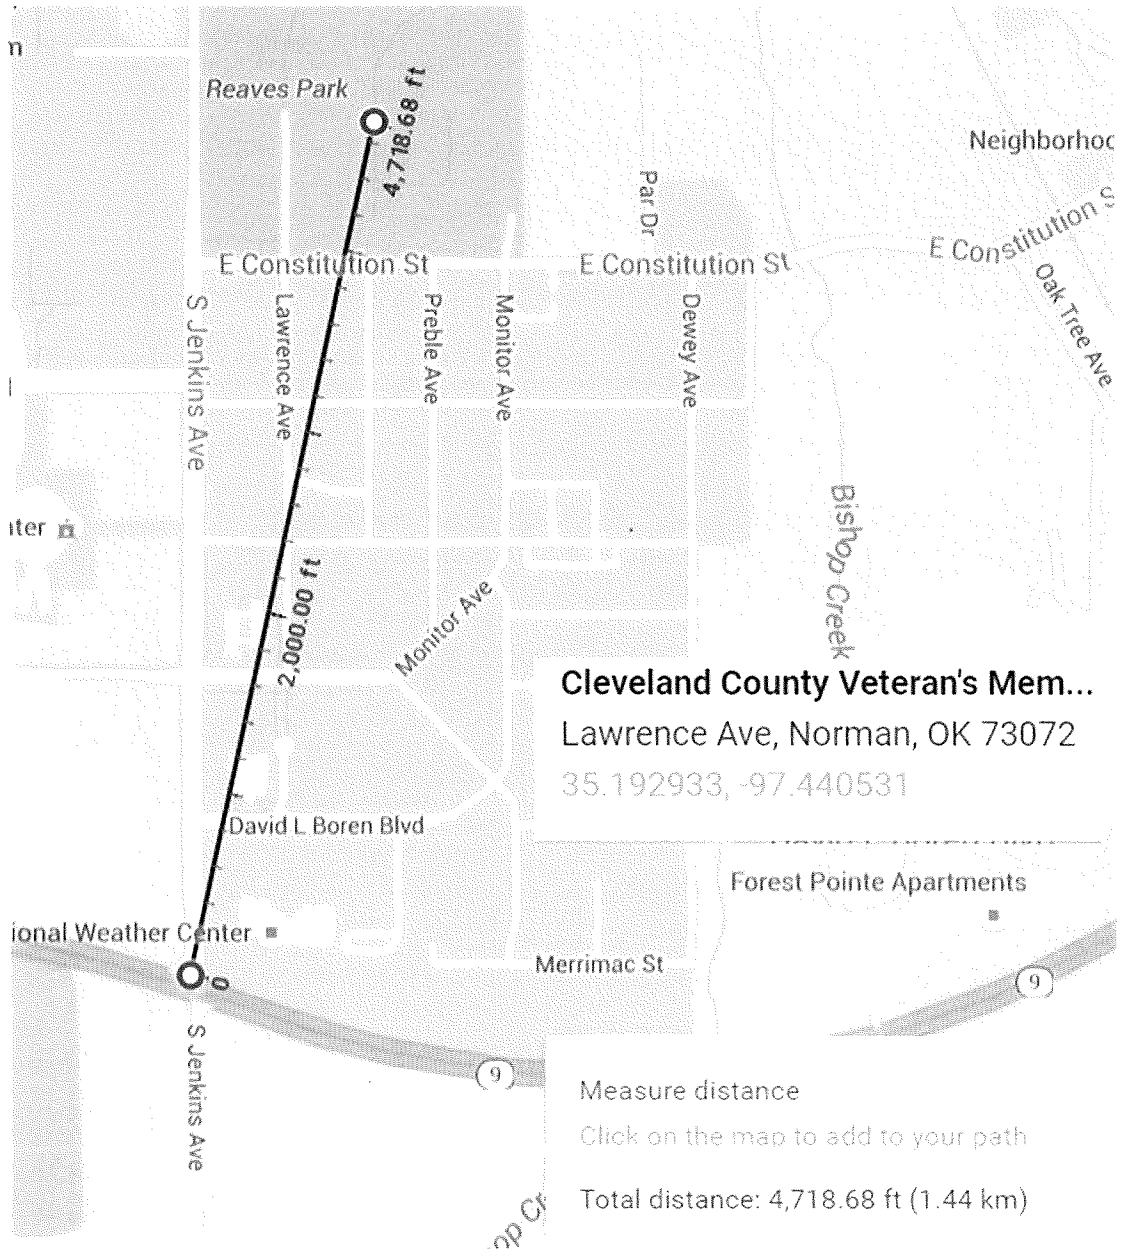 Reaves Park
4,718.68 ft
E Constitution St
Par Dr
E Constitution St
Neighborhoo
E Constitution S
Oak Tree Ave
S Jenkins Ave
Lawrence Ave
Preble Ave
Monitor Ave
Dewey Ave
nter
Bishop Creek
2,000.00 ft
Monitor Ave
Cleveland County Veteran's Mem...
Lawrence Ave, Norman, OK 73072
35.192933, -97.440531
David L Boren Blvd
Forest Pointe Apartments
ional Weather Center
Merrimac St
0
9
S Jenkins Ave
9
Measure distance
Click on the map to add to your path
Total distance: 4,718.68 ft (1.44 km)
op Cr